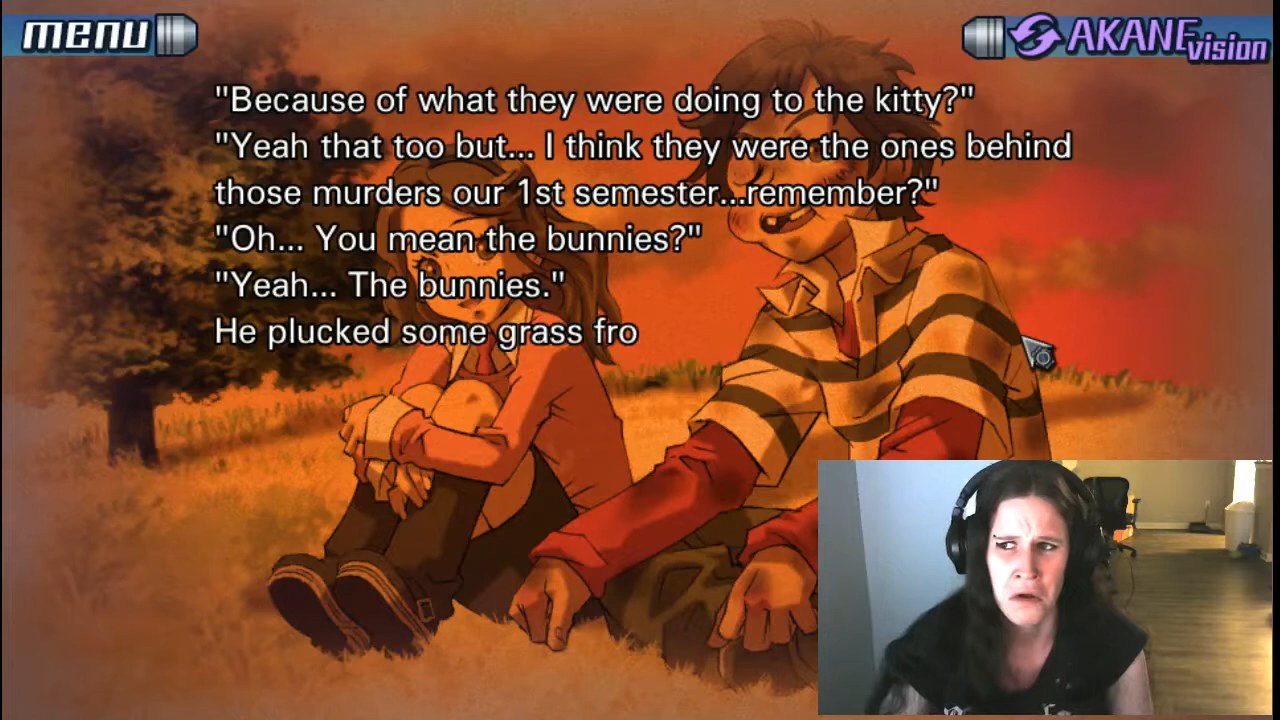 menu
AKANE vision
"Because of what they were doing to the kitty?"
"Yeah that too but... I think they were the ones behind
those murders our 1st semester...remember?"
"Oh... You mean the bunnies?"
"Yeah... The bunnies."
He plucked some grass fro